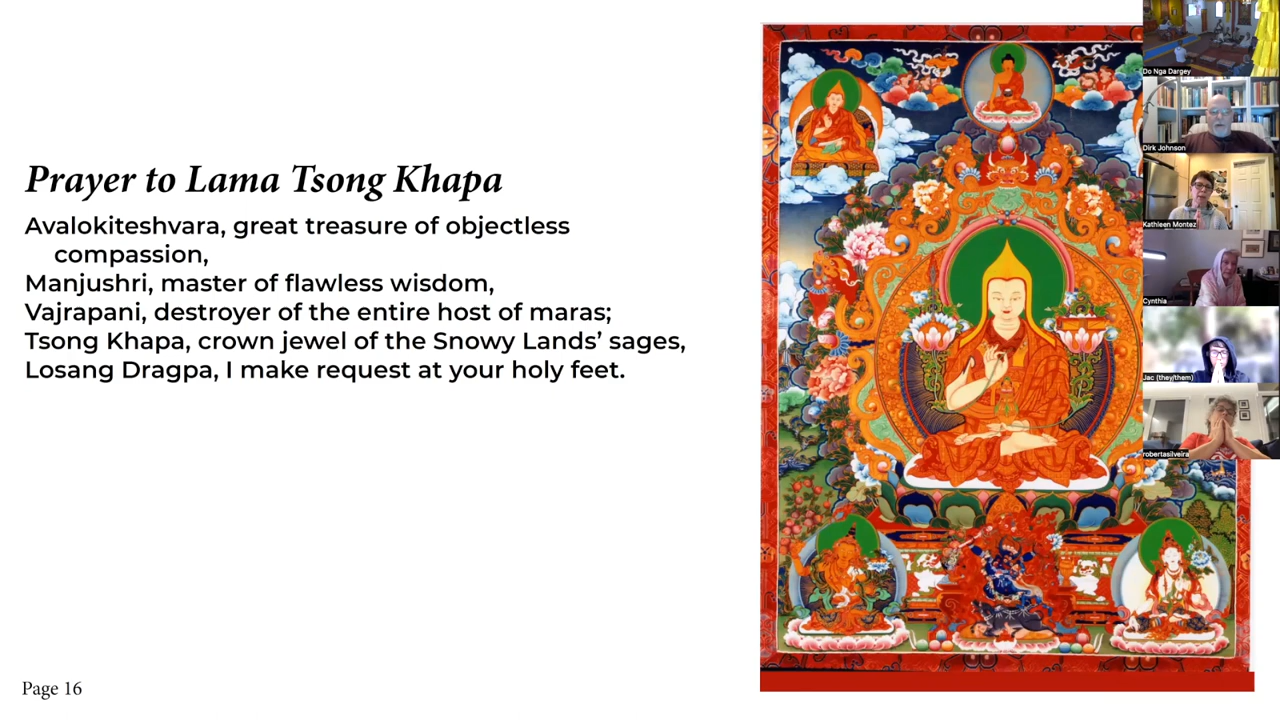 Prayer to Lama Tsong Khapa
Avalokiteshvara, great treasure of objectless
compassion,
Manjushri, master of flawless wisdom,
Vajrapani, destroyer of the entire host of maras;
Tsong Khapa, crown jewel of the Snowy Lands’ sages,
Losang Dragpa, I make request at your holy feet.
Page 16
Do Nga Dargey
Dirk Johnson
Kathleen Montez
Cynthia
Jac (they/them)
robertasilveira